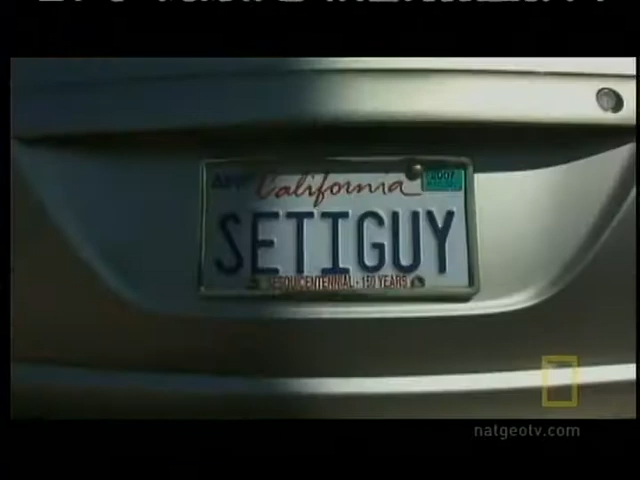 California
2007
SETIGUY
SESQUICENTENNIAL - 150 YEARS
natgeotv.com